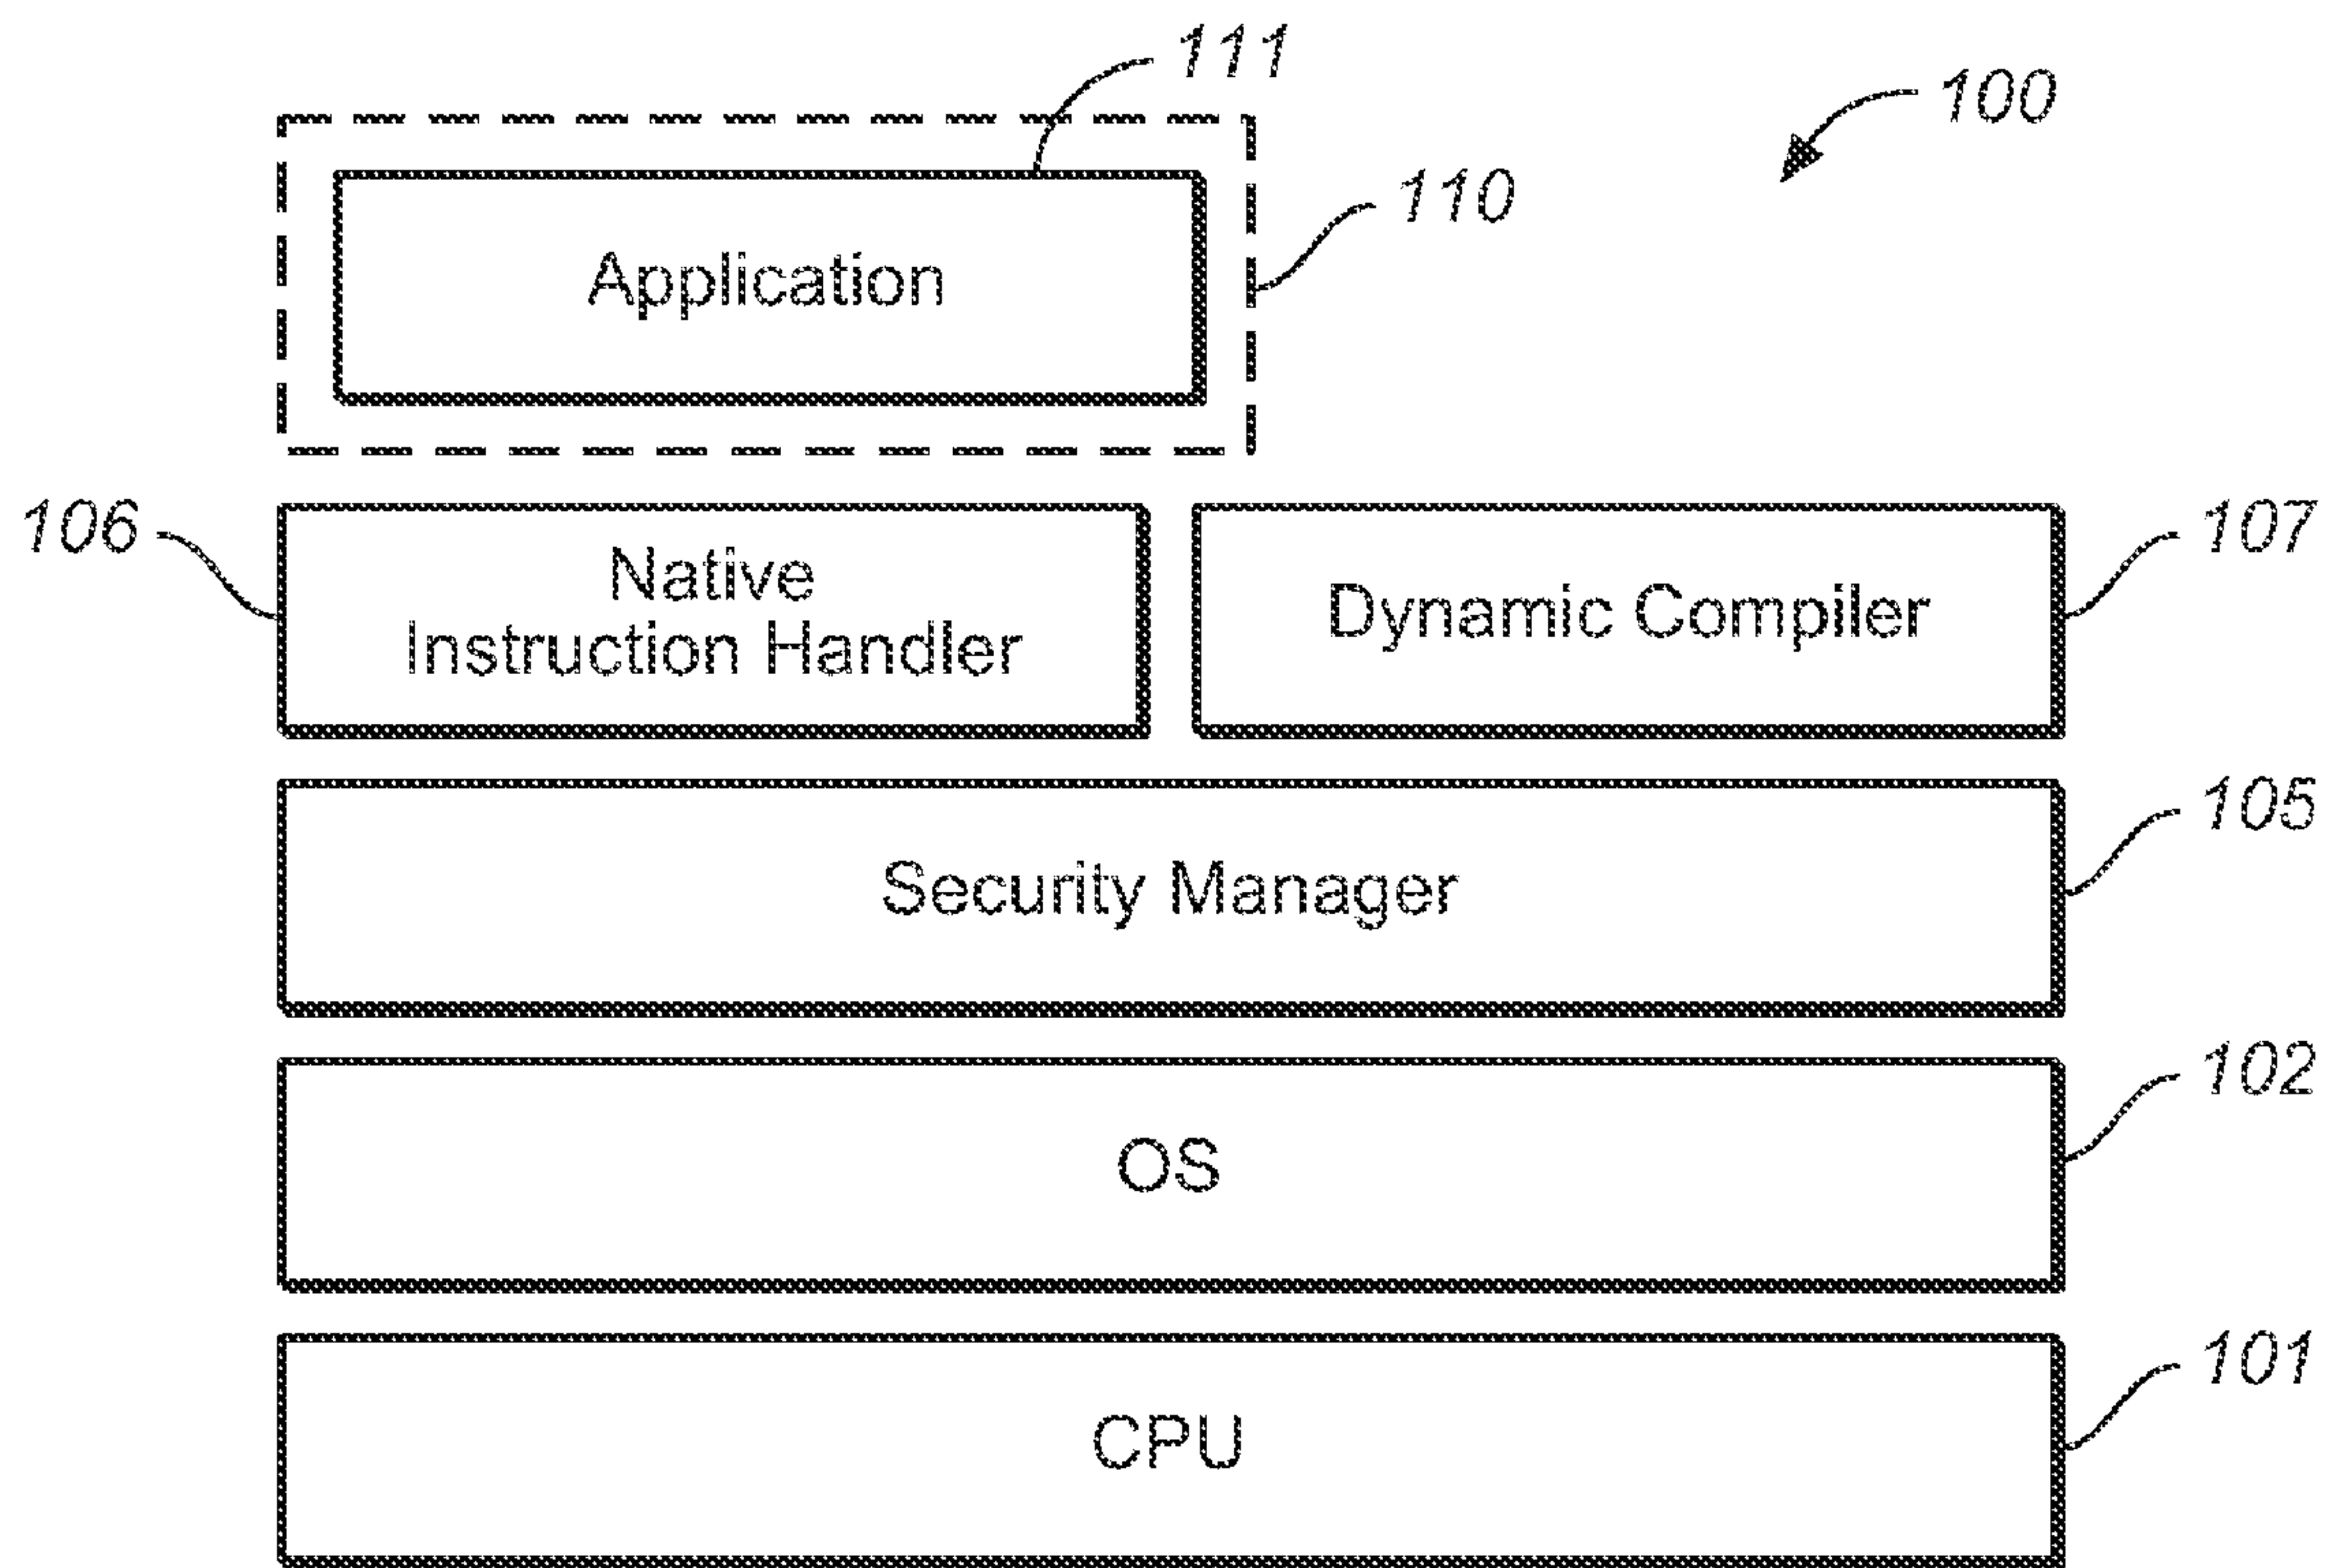 111
100
110
Application
106
Native
Instruction Handler
Dynamic Compiler
107
Security Manager
105
OS
102
CPU
101